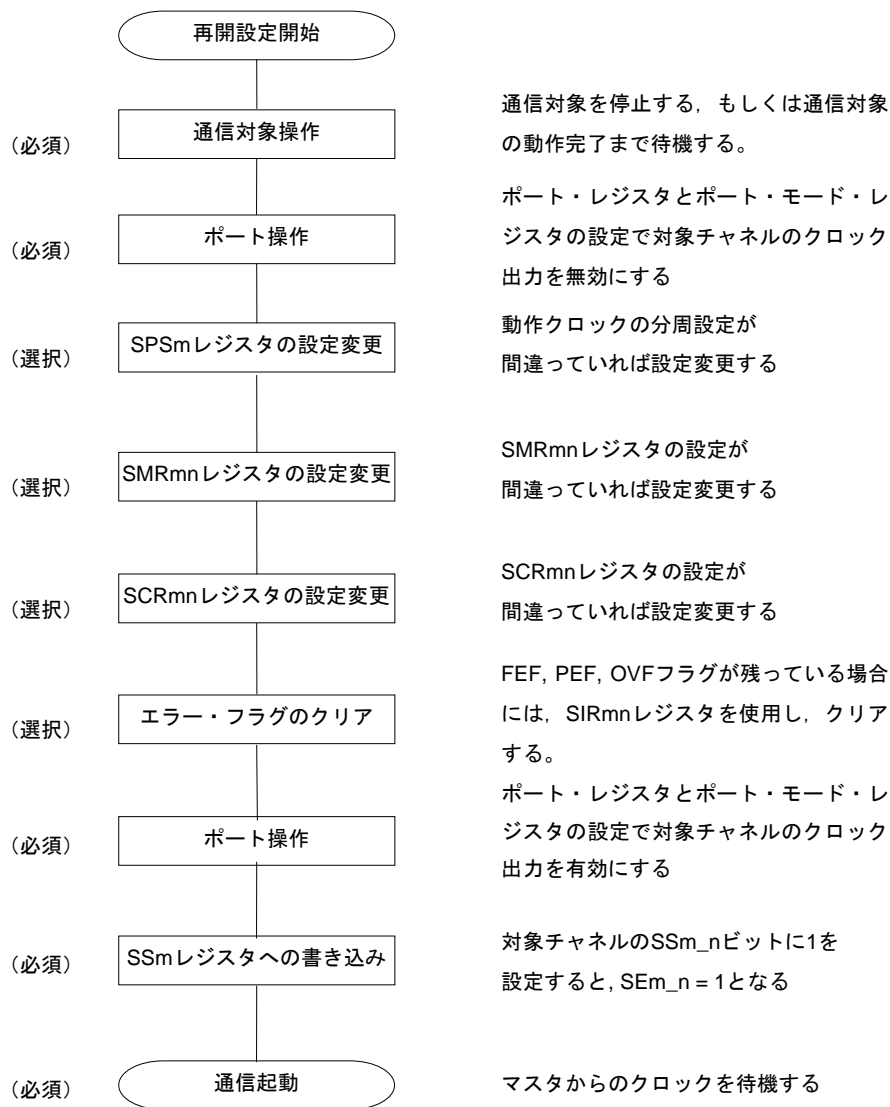 再開設定開始
（必須）
通信対象操作
通信対象を停止する，もしくは通信対象
の動作完了まで待機する。
（必須）
ポート操作
ポート・レジスタとポート・モード・レ
ジスタの設定で対象チャネルのクロック
出力を無効にする
（選択）
SPSmレジスタの設定変更
動作クロックの分周設定が
間違っていれば設定変更する
（選択）
SMRmnレジスタの設定変更
SMRmnレジスタの設定が
間違っていれば設定変更する
（選択）
SCRmnレジスタの設定変更
SCRmnレジスタの設定が
間違っていれば設定変更する
（選択）
エラー・フラグのクリア
FEF, PEF, OVFフラグが残っている場合
には，SIRmnレジスタを使用し，クリア
する。
（必須）
ポート操作
ポート・レジスタとポート・モード・レ
ジスタの設定で対象チャネルのクロック
出力を有効にする
（必須）
SSmレジスタへの書き込み
対象チャネルのSSm_nビットに1を
設定すると, SEm_n = 1となる
（必須）
通信起動
マスタからのクロックを待機する